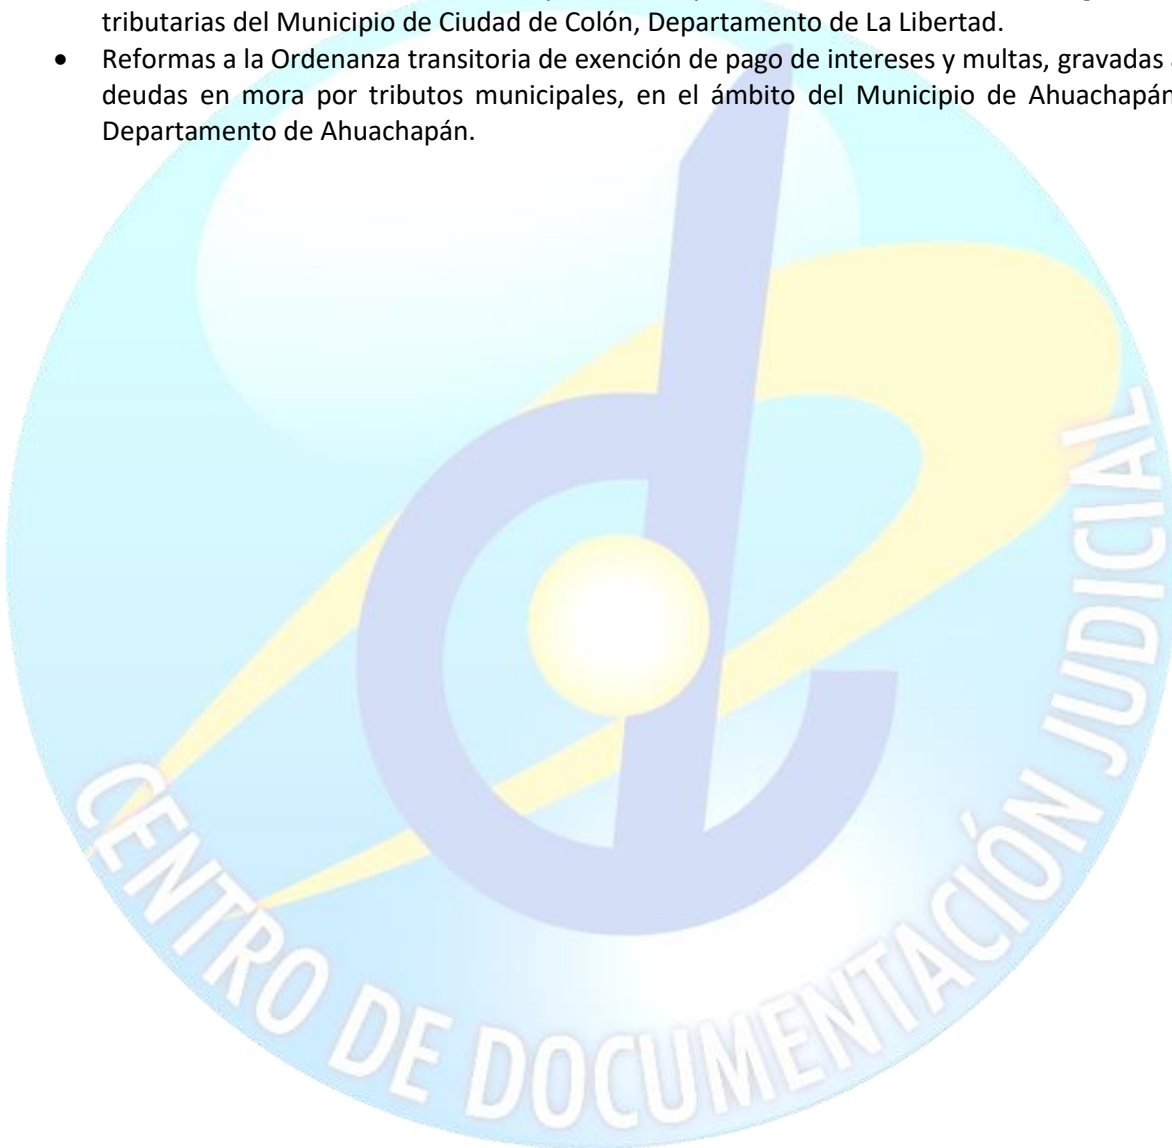 tributarias del Municipio de Ciudad de Colón, Departamento de La Libertad.
• Reformas a la Ordenanza transitoria de exención de pago de intereses y multas, gravadas a
deudas en mora por tributos municipales, en el ámbito del Municipio de Ahuachapán
Departamento de Ahuachapán.
CENTRO DE DOCUMENTACIÓN JUDICIAL